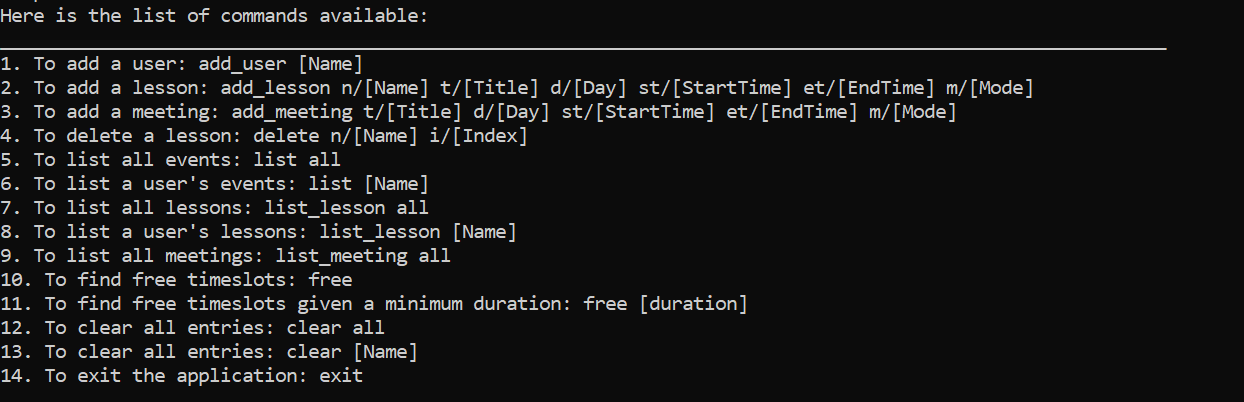 Here is the list of commands available:
1. To add a user: add_user [Name]
2. To add a lesson: add_lesson n/[Name] t/[Title] d/[Day] st/[StartTime] et/[EndTime] m/[Mode]
3. To add a meeting: add_meeting t/[Title] d/[Day] st/[StartTime] et/[EndTime] m/[Mode]
4. To delete a lesson: delete n/[Name] i/[Index]
5. To list all events: list all
6. To list a user's events: list [Name]
7. To list all lessons: list_lesson all
8. To list a user's lessons: list_lesson [Name]
9. To list all meetings: list_meeting all
10. To find free timeslots: free
11. To find free timeslots given a minimum duration: free [duration]
12. To clear all entries: clear all
13. To clear all entries: clear [Name]
14. To exit the application: exit